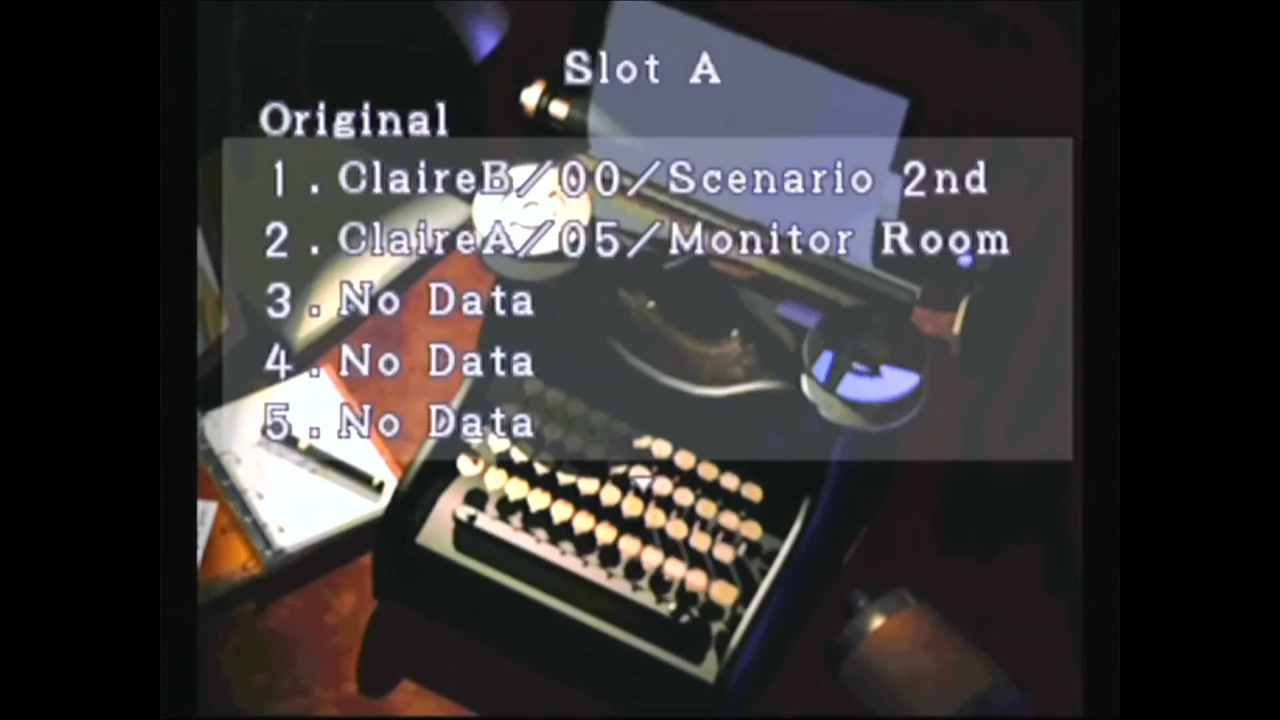 Slot A
Original
1. ClaireB/00/Scenario 2nd
2. ClaireA/05/Monitor Room
3. No Data
4. No Data
5. No Data